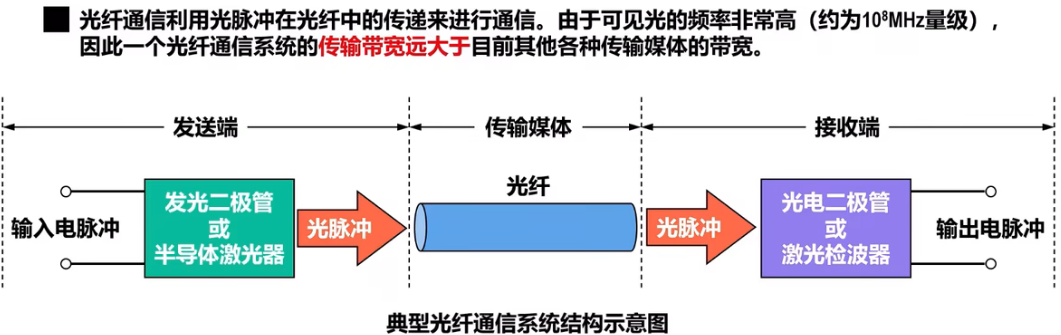 光纤通信利用光脉冲在光纤中的传递来进行通信。由于可见光的频率非常高（约为10⁸MHz量级），
因此一个光纤通信系统的传输带宽远大于目前其他各种传输媒体的带宽。
发送端
传输媒体
接收端
输入电脉冲
发光二极管
或
半导体激光器
光脉冲
光纤
光脉冲
光电二极管
或
激光检波器
输出电脉冲
典型光纤通信系统结构示意图